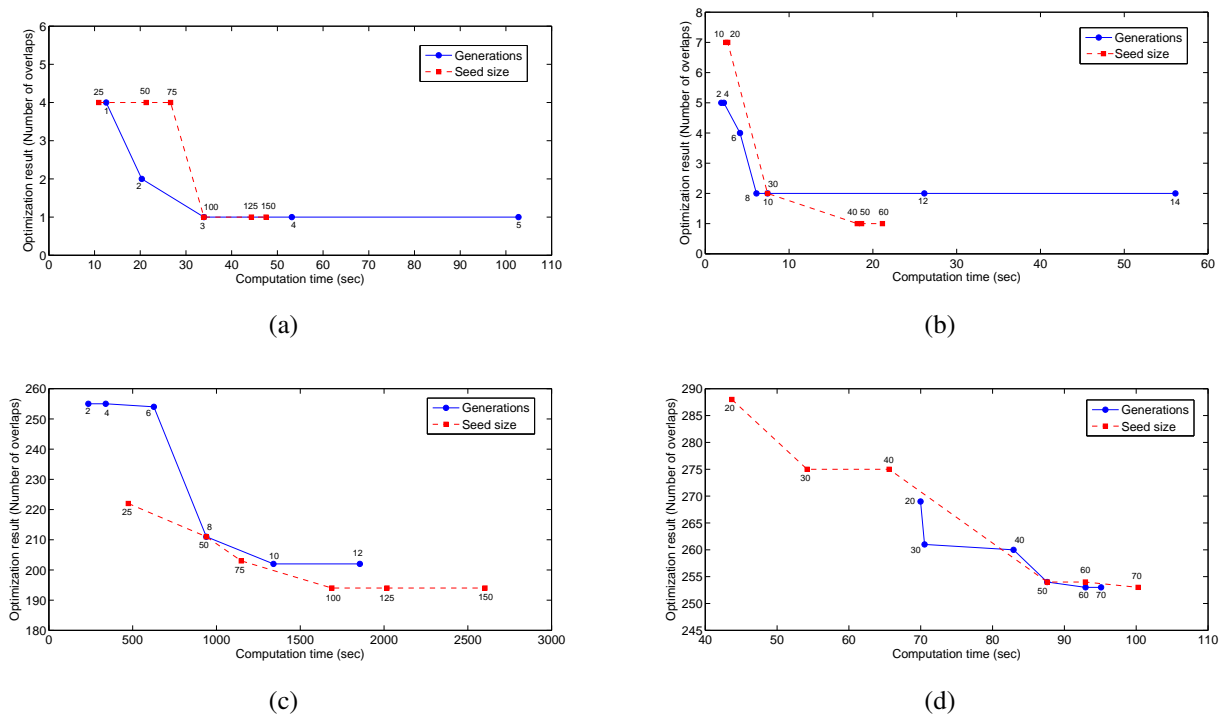 6
5
4
3
2
1
0
0 10 20 30 40 50 60 70 80 90 100 110
Optimization result (Number of overlaps)
Computation time (sec)
Generations
Seed size
25 50 75
1
2
100 125 150
3 4 5
(a)
8
7
6
5
4
3
2
1
0
0 10 20 30 40 50 60
Optimization result (Number of overlaps)
Computation time (sec)
Generations
Seed size
10 20
2 4
6
30
8 10 12 14
40 50 60
(b)
260
250
240
230
220
210
200
190
180
0 500 1000 1500 2000 2500 3000
Optimization result (Number of overlaps)
Computation time (sec)
Generations
Seed size
2 4 6
25
8
50
10 12
75
100 125 150
(c)
290
285
280
275
270
265
260
255
250
245
40 50 60 70 80 90 100 110
Optimization result (Number of overlaps)
Computation time (sec)
Generations
Seed size
20
40
30
20
30
40
60 70
50 60 70
(d)